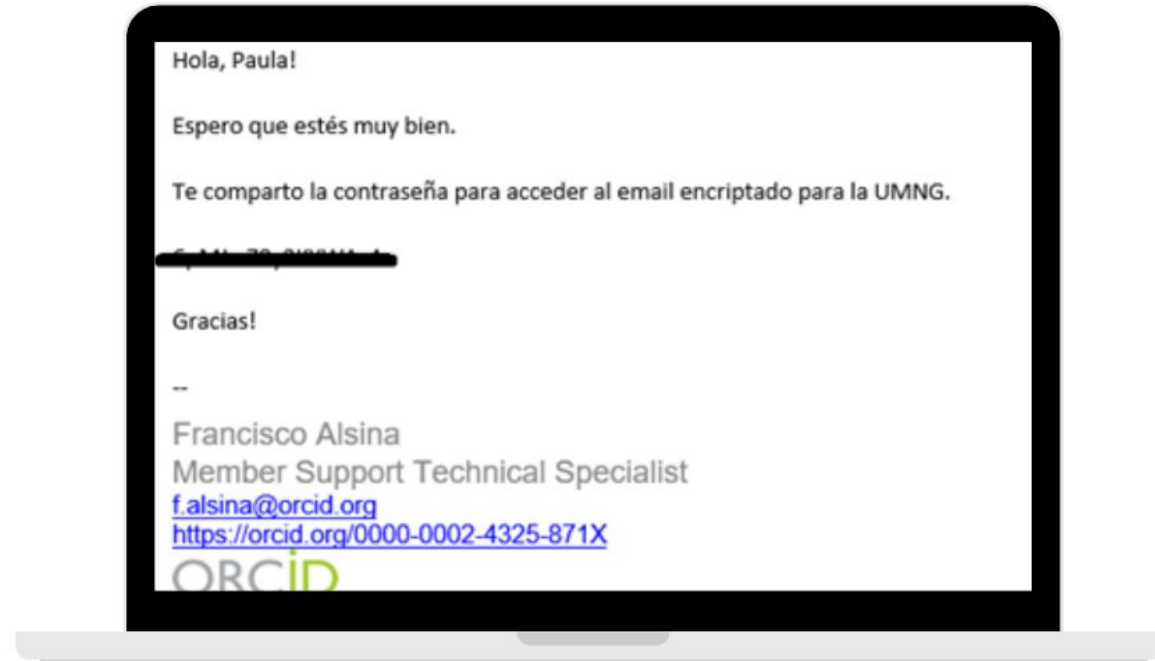 Hola, Paula!
Espero que estés muy bien.
Te comparto la contraseña para acceder al email encriptado para la UMNG.
Gracias!
--
Francisco Alsina
Member Support Technical Specialist
f.alsina@orcid.org
https://orcid.org/0000-0002-4325-871X
ORCID